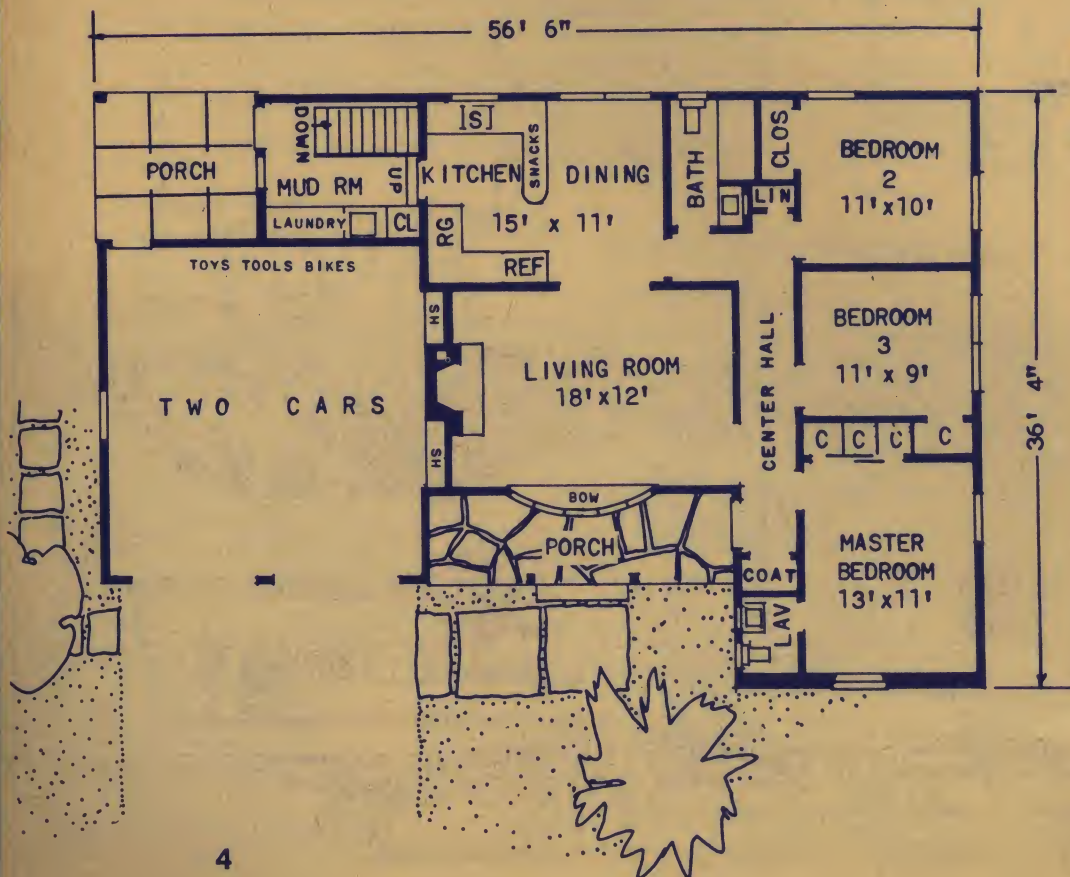 56' 6"
DOWN
[S]
SNACKS
BATH
CLOS
BEDROOM
2
11'x10'
PORCH
MUD RM
UP
KITCHEN
DINING
15' x 11'
LIN
LAUNDRY
CL
RG
REF
TOYS TOOLS BIKES
HS
LIVING ROOM
18'x12'
CENTER HALL
BEDROOM
3
11' x 9'
36' 4"
TWO CARS
HS
C C C C
BOW
PORCH
MASTER
BEDROOM
13'x11'
COAT
LAV
4